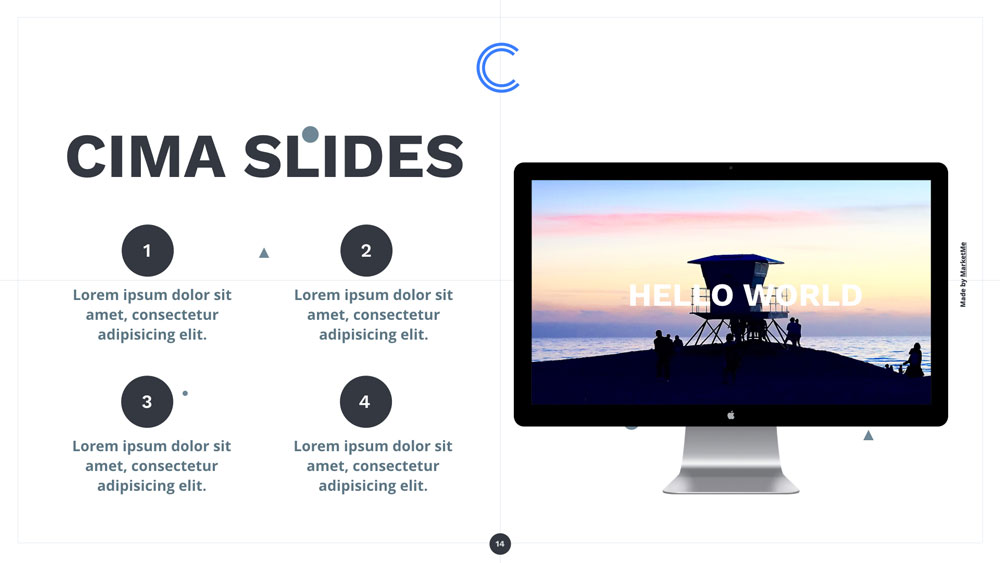 CIMA SLIDES
1
Lorem ipsum dolor sit
amet, consectetur
adipisicing elit.
2
Lorem ipsum dolor sit
amet, consectetur
adipisicing elit.
3
Lorem ipsum dolor sit
amet, consectetur
adipisicing elit.
4
Lorem ipsum dolor sit
amet, consectetur
adipisicing elit.
HELLO WORLD
Made by MarketMe
14